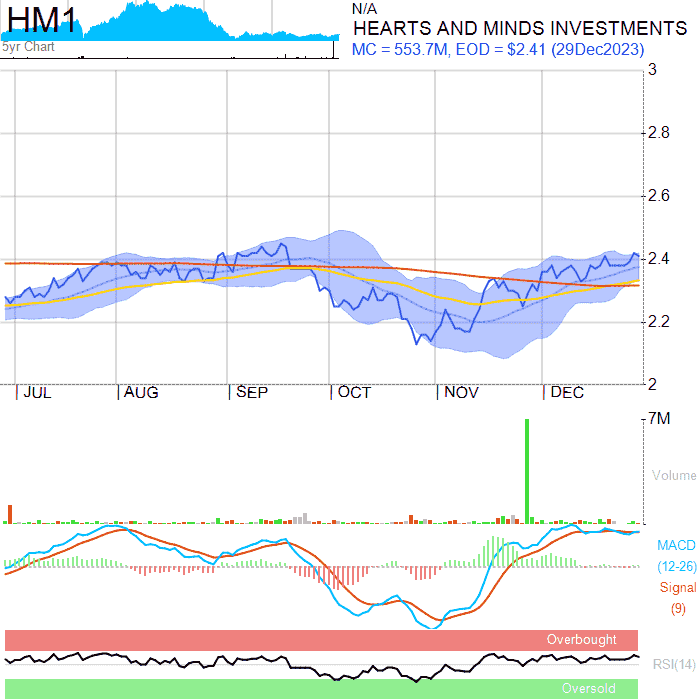 HM1
5yr Chart
N/A
HEARTS AND MINDS INVESTMENTS
MC = 553.7M, EOD = $2.41 (29Dec2023)
3
2.8
2.6
2.4
2.2
2
JUL
AUG
SEP
OCT
NOV
DEC
7M
Volume
MACD
(12-26)
Signal
(9)
Overbought
RSI(14)
Oversold